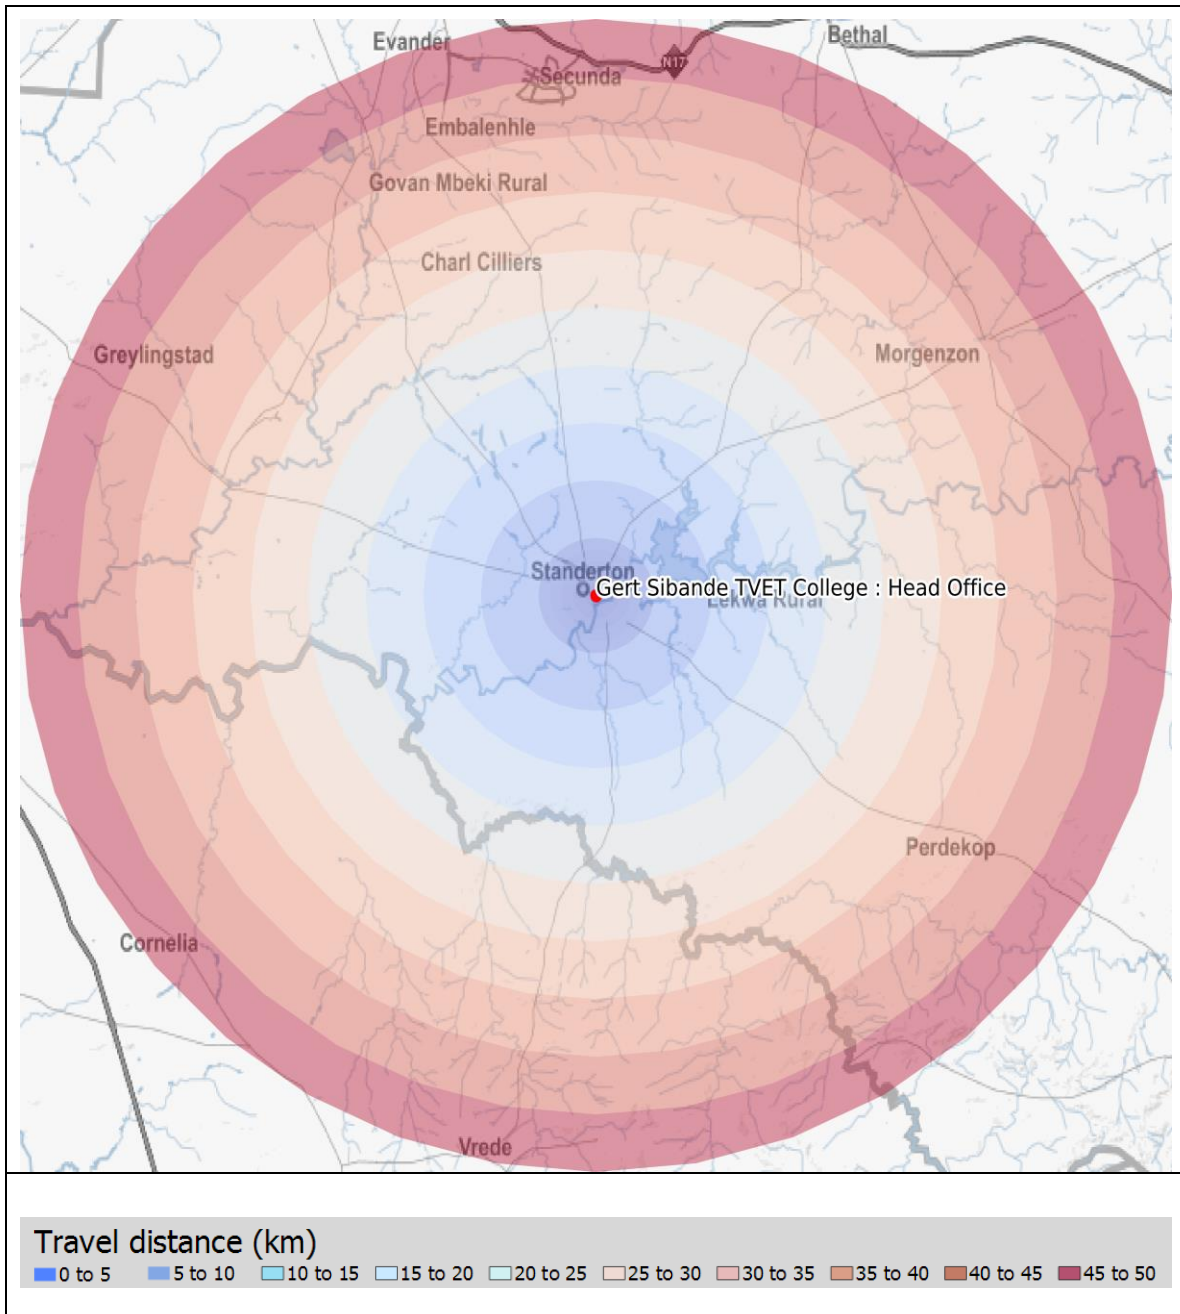 Evander
Bethal
N17
Secunda
Embalenhle
Govan Mbeki Rural
Charl Cilliers
Greylingstad
Morgenzon
Standerton
Gert Sibande TVET College : Head Office
Lekwa Rural
Perdekop
Cornelia
Vrede
Travel distance (km)
0 to 5 5 to 10 10 to 15 15 to 20 20 to 25 25 to 30 30 to 35 35 to 40 40 to 45 45 to 50